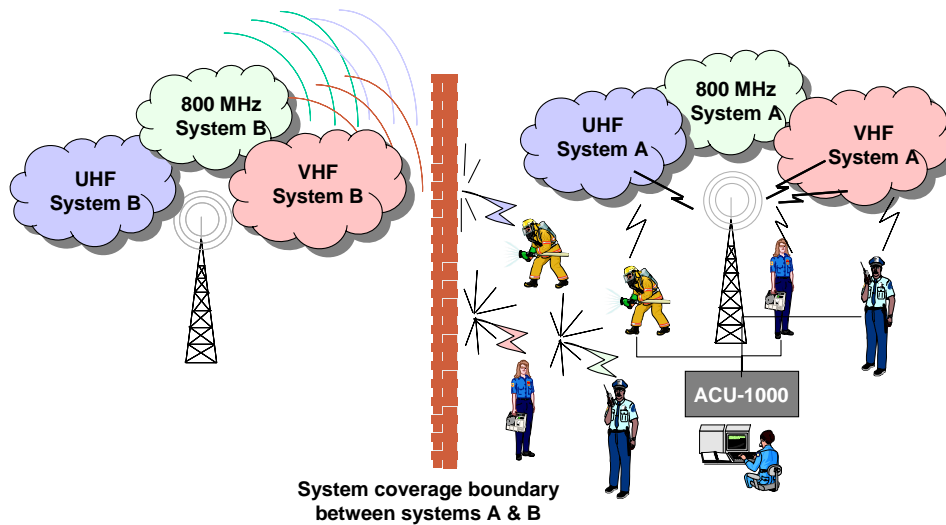 800 MHz
System B
UHF
System B
VHF
System B
800 MHz
System A
UHF
System A
VHF
System A
ACU-1000
System coverage boundary
between systems A & B